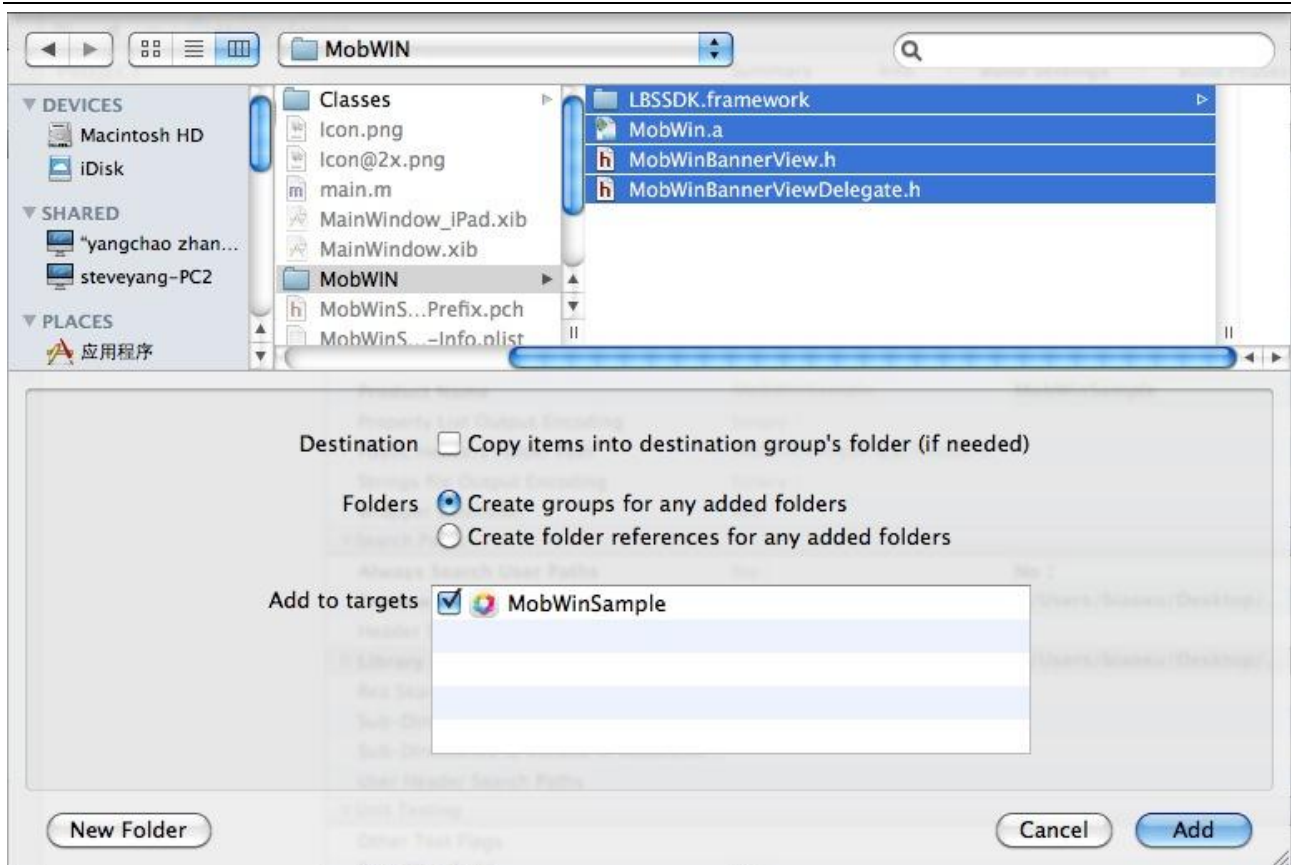 MobWIN
DEVICES
Macintosh HD
iDisk
SHARED
"yangchao zhan...
steveyang-PC2
PLACES
应用程序
Classes
Icon.png
Icon@2x.png
main.m
MainWindow_iPad.xib
MainWindow.xib
MobWIN
MobWinS...Prefix.pch
MobWinS...-Info.plist
LBSSDK.framework
MobWin.a
MobWinBannerView.h
MobWinBannerViewDelegate.h
Destination Copy items into destination group's folder (if needed)
Folders Create groups for any added folders
Create folder references for any added folders
Add to targets MobWinSample
New Folder Cancel Add